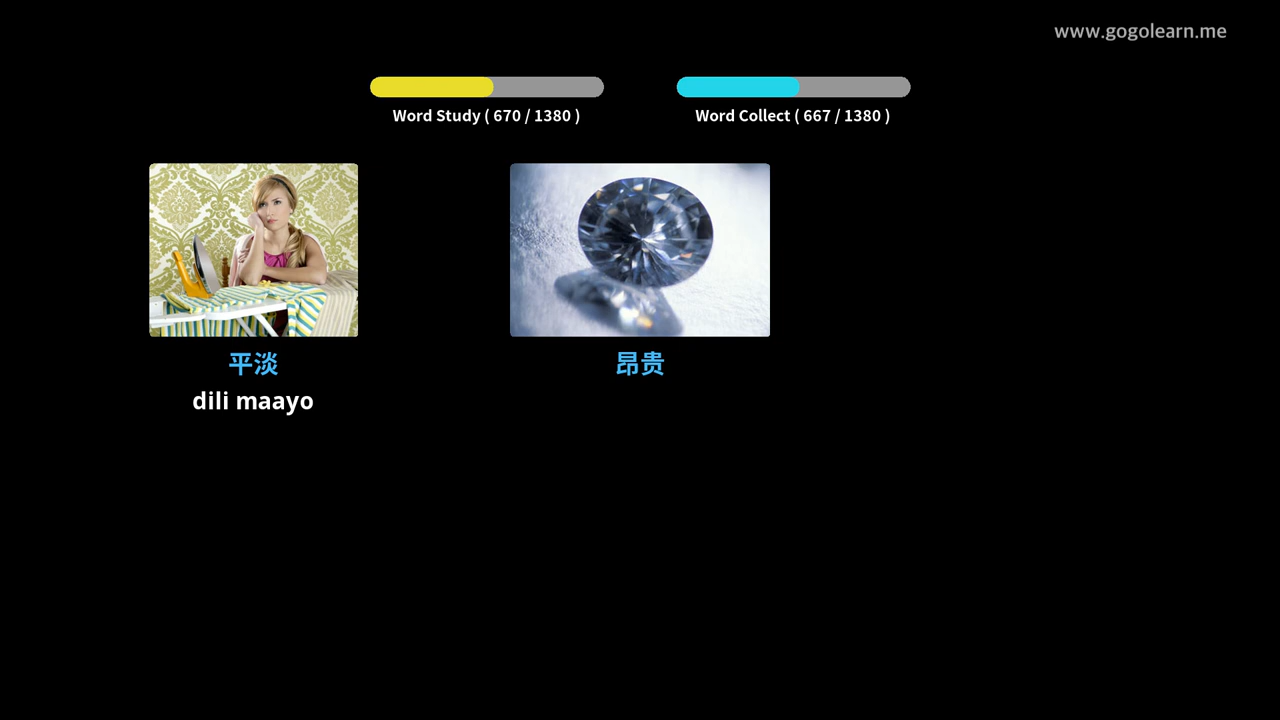 www.gogolearn.me
Word Study ( 670 / 1380 )
Word Collect ( 667 / 1380 )
平淡
昂贵
dili maayo